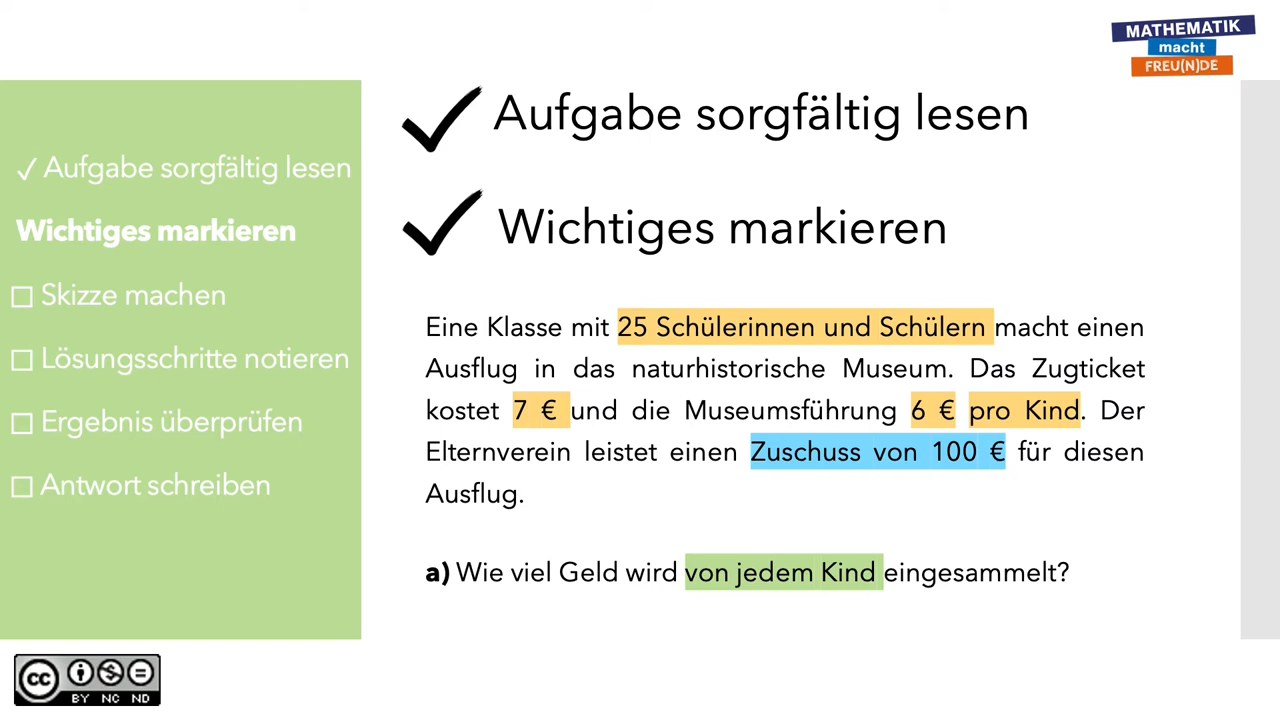 MATHEMATIK
macht
FREU(N)DE
✓ Aufgabe sorgfältig lesen
Wichtiges markieren
☐ Skizze machen
☐ Lösungsschritte notieren
☐ Ergebnis überprüfen
☐ Antwort schreiben
✓ Aufgabe sorgfältig lesen
✓ Wichtiges markieren
Eine Klasse mit 25 Schülerinnen und Schülern macht einen
Ausflug in das naturhistorische Museum. Das Zugticket
kostet 7 € und die Museumsführung 6 € pro Kind. Der
Elternverein leistet einen Zuschuss von 100 € für diesen
Ausflug.
a) Wie viel Geld wird von jedem Kind eingesammelt?
cc
BY NC ND